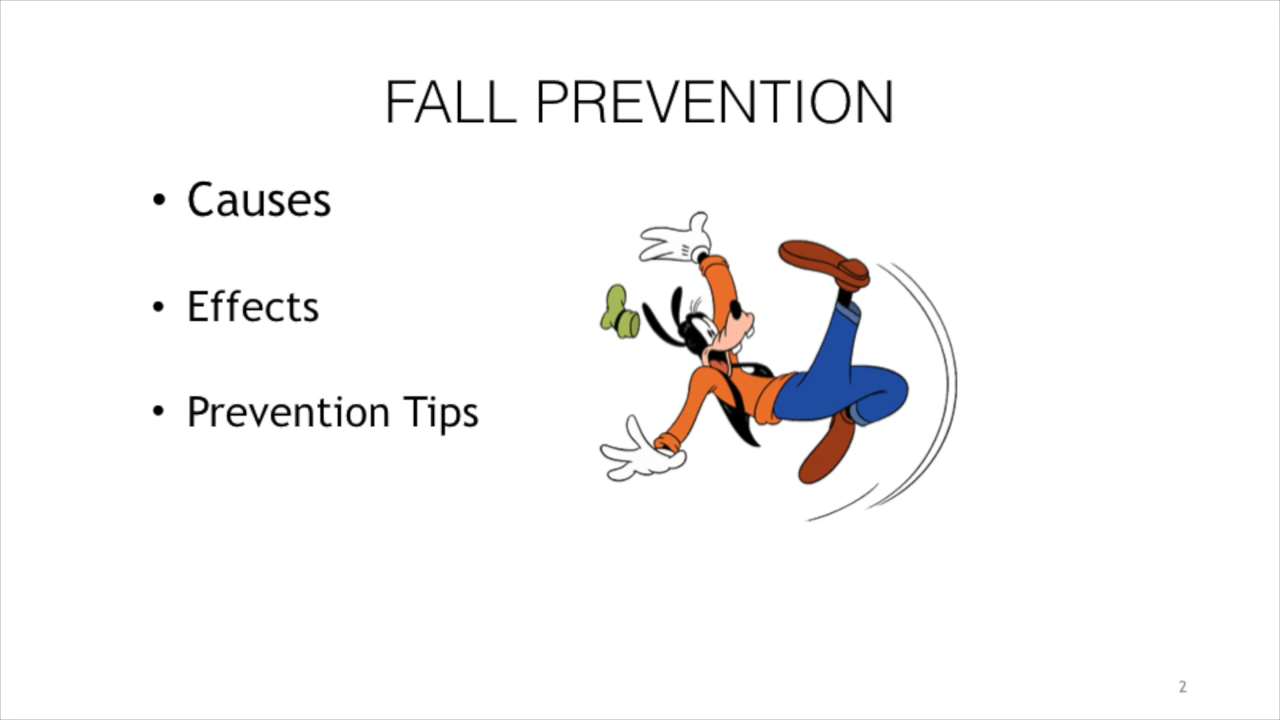 FALL PREVENTION
• Causes
• Effects
• Prevention Tips
2